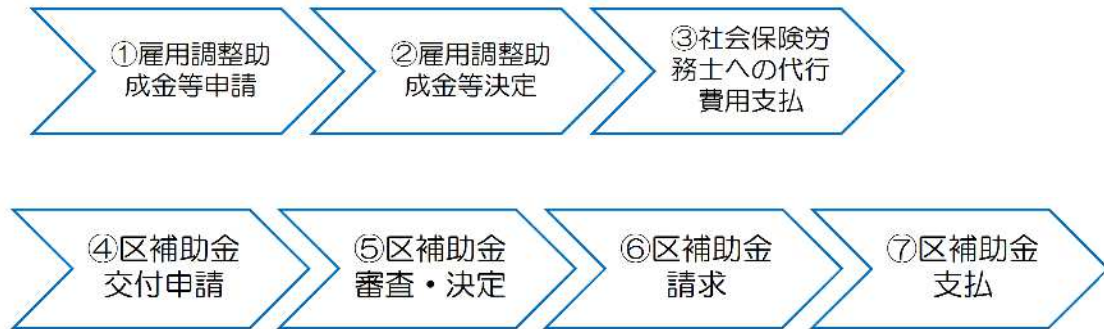 ①雇用調整助
成金等申請
②雇用調整助
成金等決定
③社会保険労
務士への代行
費用支払
④区補助金
交付申請
⑤区補助金
審査・決定
⑥区補助金
請求
⑦区補助金
支払